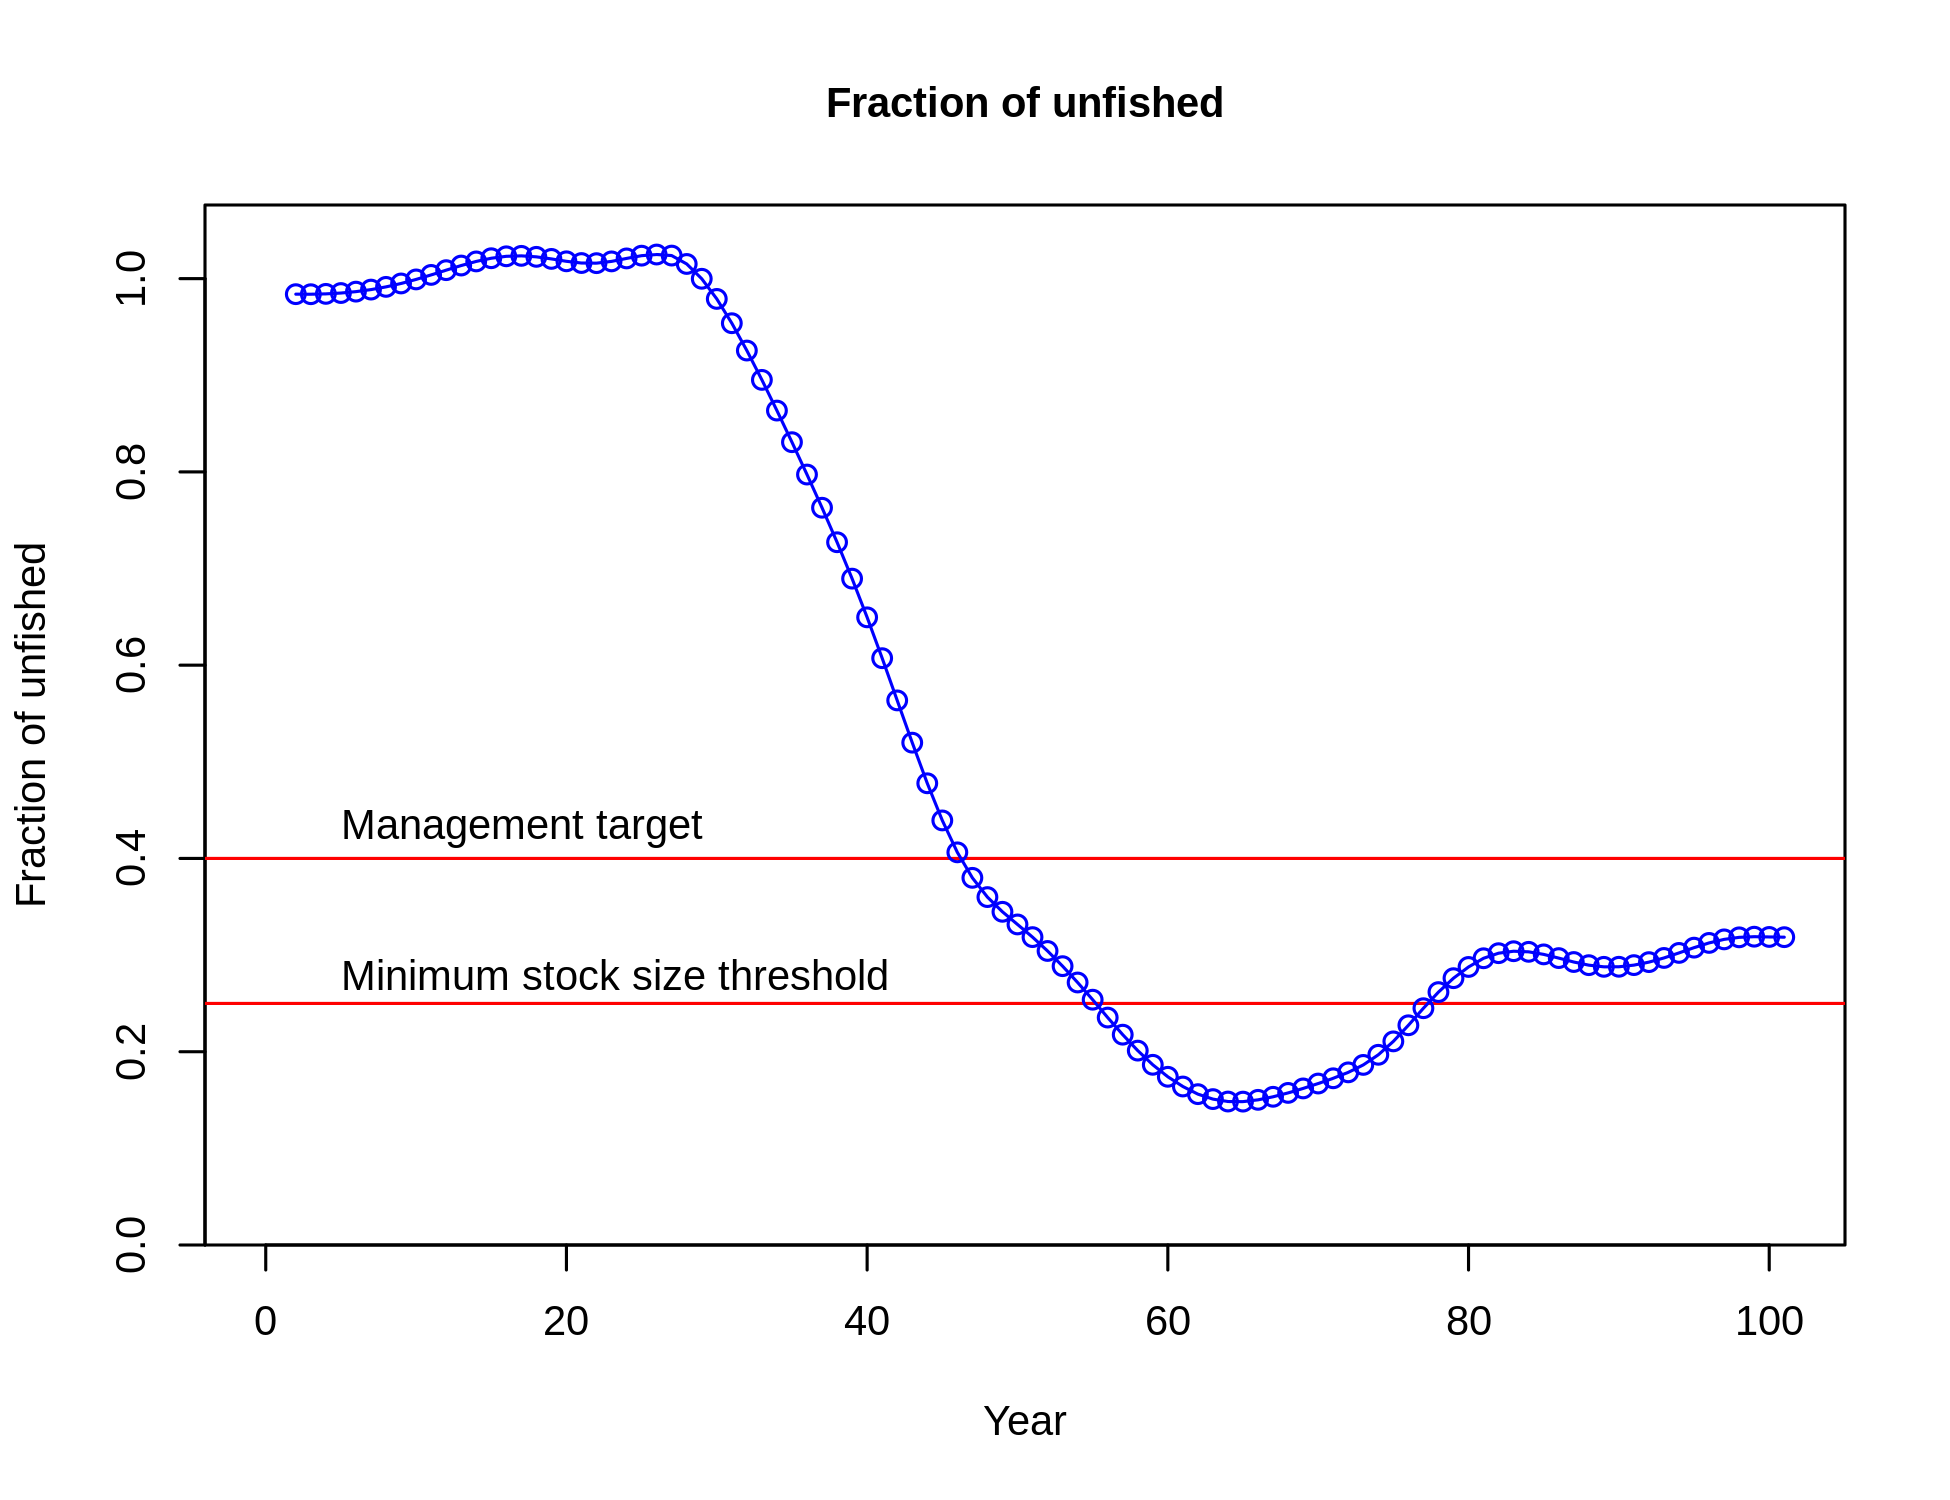 Fraction of unfished
Fraction of unfished
1.0
0.8
0.6
0.4
0.2
0.0
Management target
Minimum stock size threshold
0 20 40 60 80 100
Year